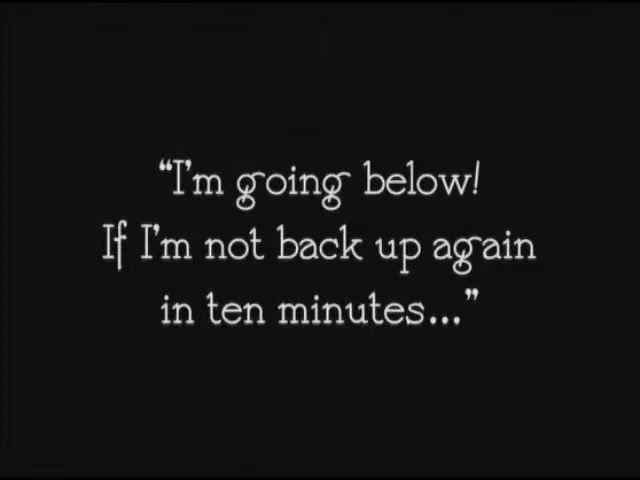 “I'm going below!
If I'm not back up again
in ten minutes...”